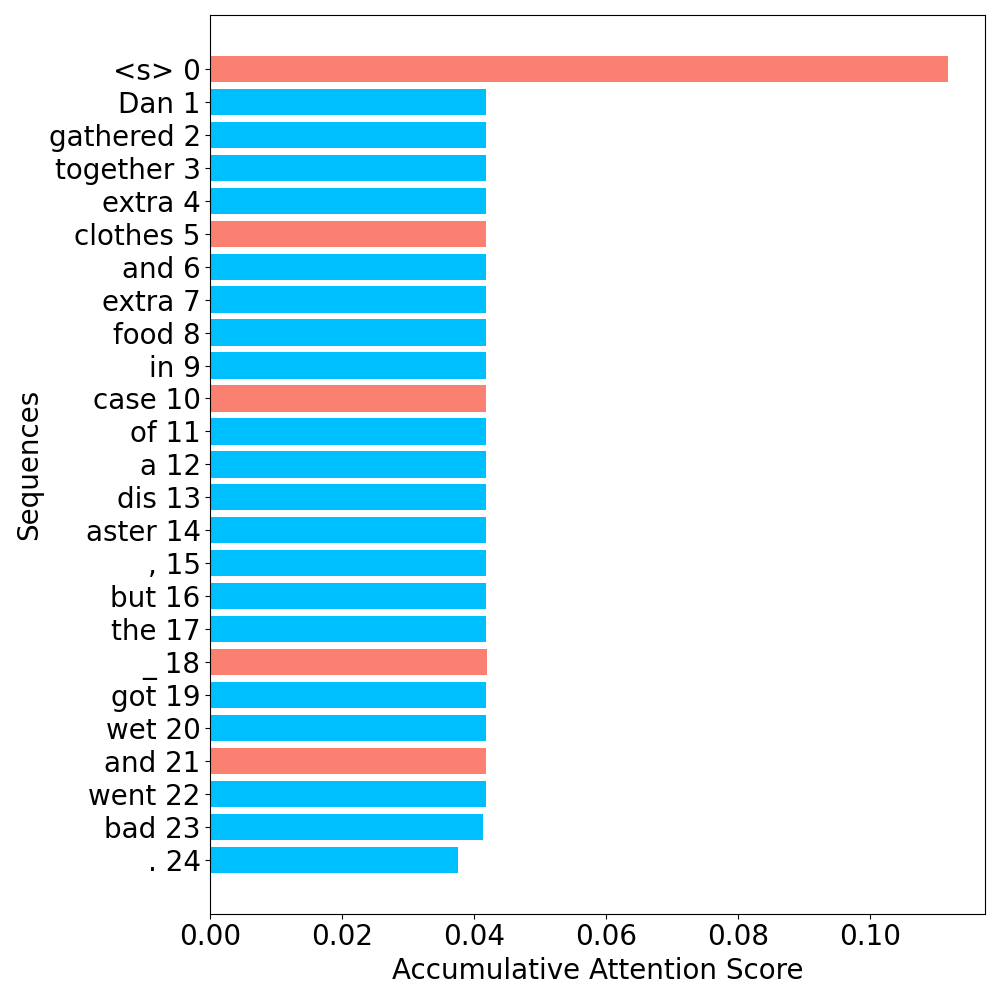 <s> 0
Dan 1
gathered 2
together 3
extra 4
clothes 5
and 6
extra 7
food 8
in 9
case 10
of 11
a 12
dis 13
aster 14
, 15
but 16
the 17
_ 18
got 19
wet 20
and 21
went 22
bad 23
. 24
Sequences
0.00 0.02 0.04 0.06 0.08 0.10
Accumulative Attention Score